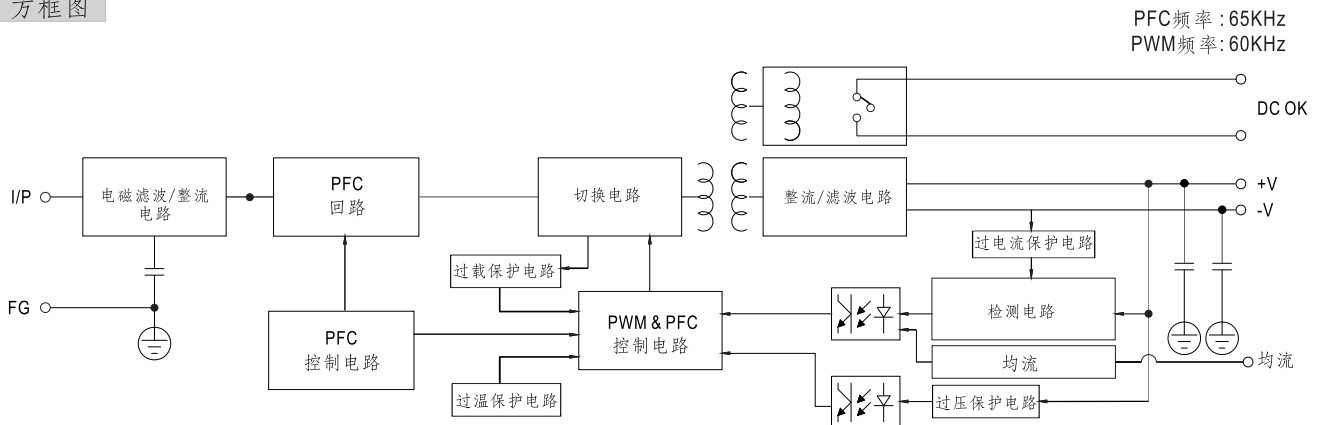 方框图
PFC频率 : 65KHz
PWM频率: 60KHz
DC OK
I/P
电磁滤波/整流
电路
PFC
回路
切换电路
整流/滤波电路
+V
-V
过电流保护电路
过载保护电路
FG
PFC
控制电路
PWM & PFC
控制电路
检测电路
均流
均流
过温保护电路
过压保护电路